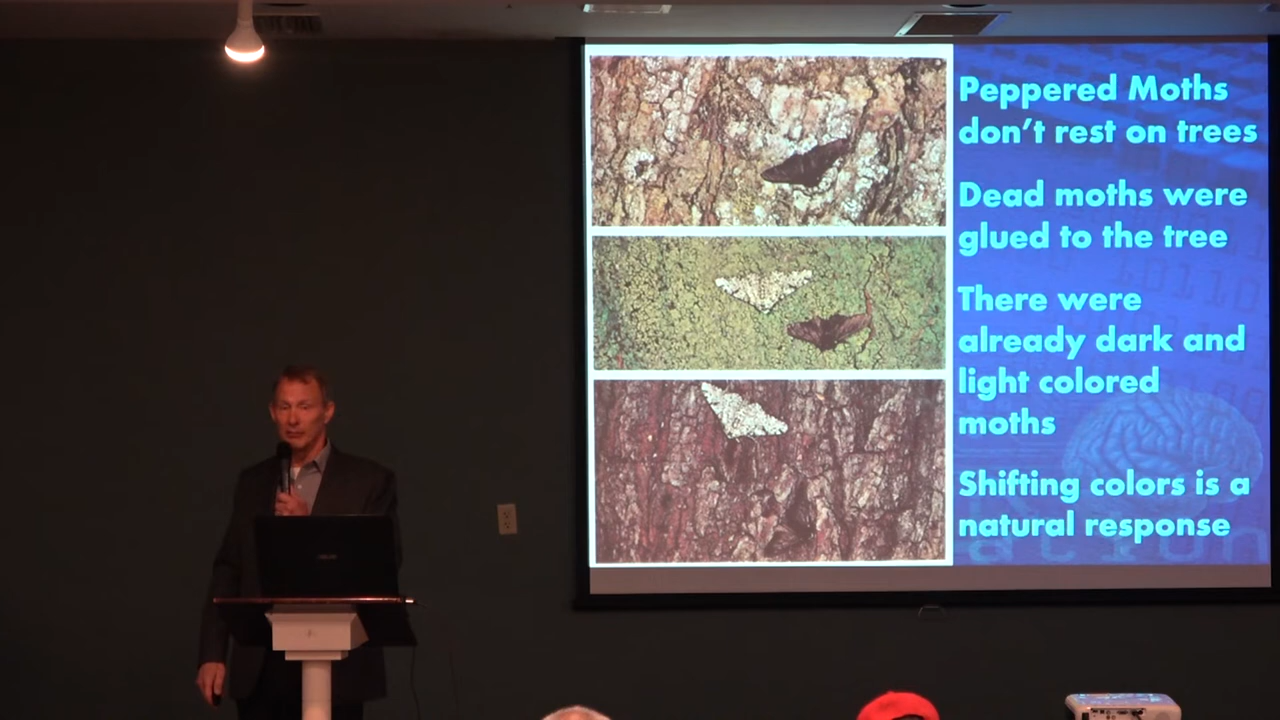 Peppered Moths
don't rest on trees
Dead moths were
glued to the tree
There were
already dark and
light colored
moths
Shifting colors is a
natural response